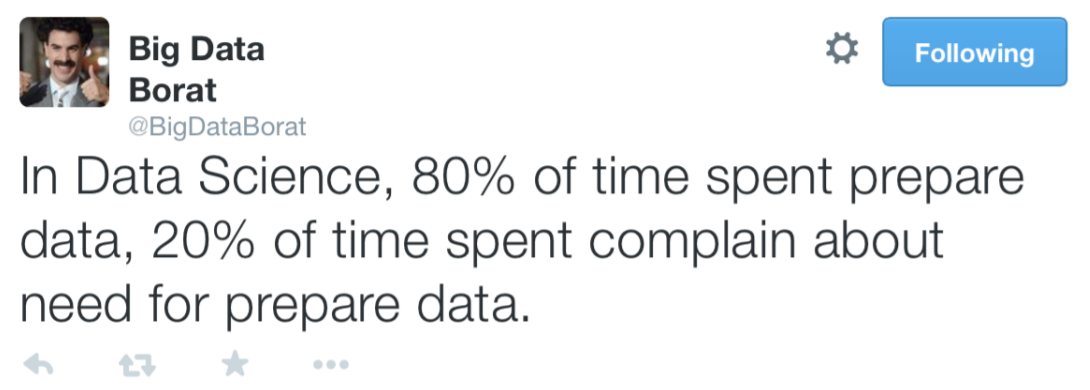 Big Data
Borat
@BigDataBorat
Following
In Data Science, 80% of time spent prepare
data, 20% of time spent complain about
need for prepare data.